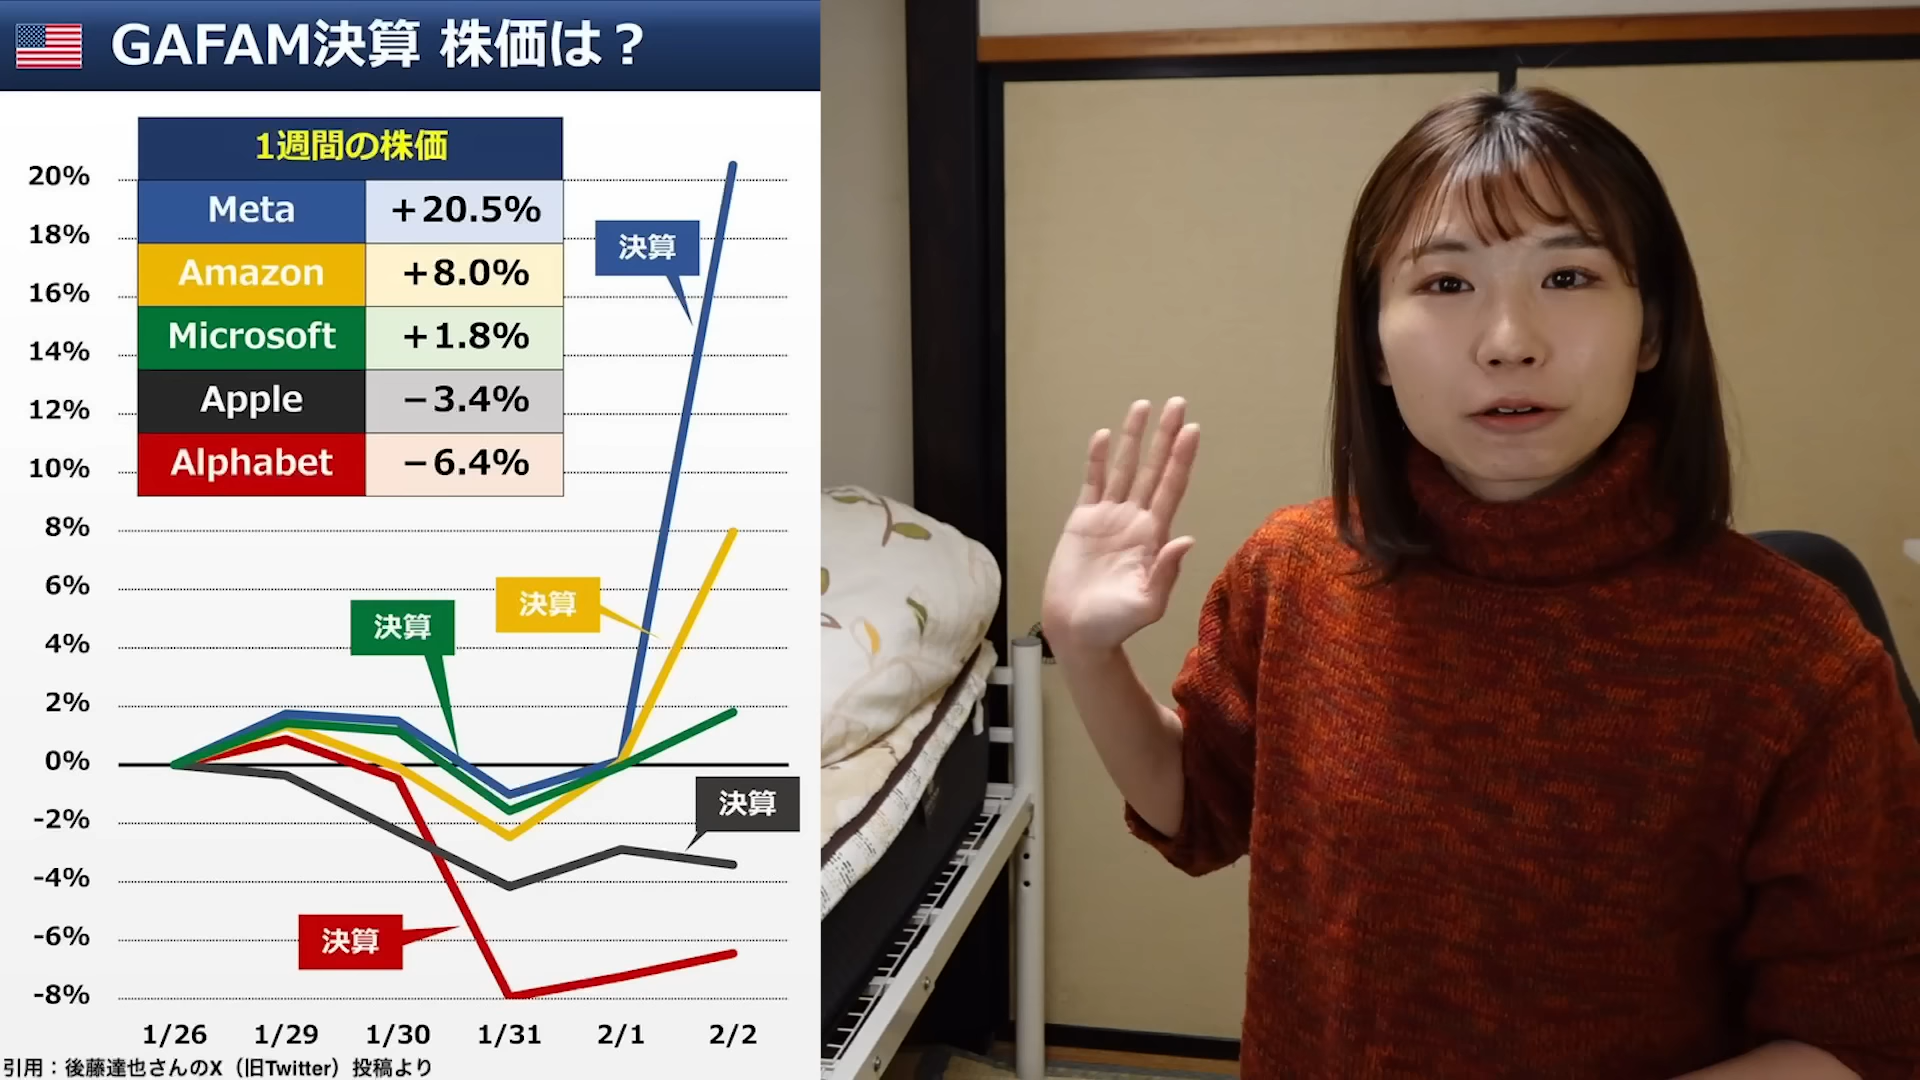 GAFAM決算 株価は？
1週間の株価
Meta +20.5%
Amazon +8.0%
Microsoft +1.8%
Apple −3.4%
Alphabet −6.4%
20%
18%
16%
14%
12%
10%
8%
6%
4%
2%
0%
-2%
-4%
-6%
-8%
決算
決算
決算
決算
決算
1/26 1/29 1/30 1/31 2/1 2/2
引用：後藤達也さんのX（旧Twitter）投稿より